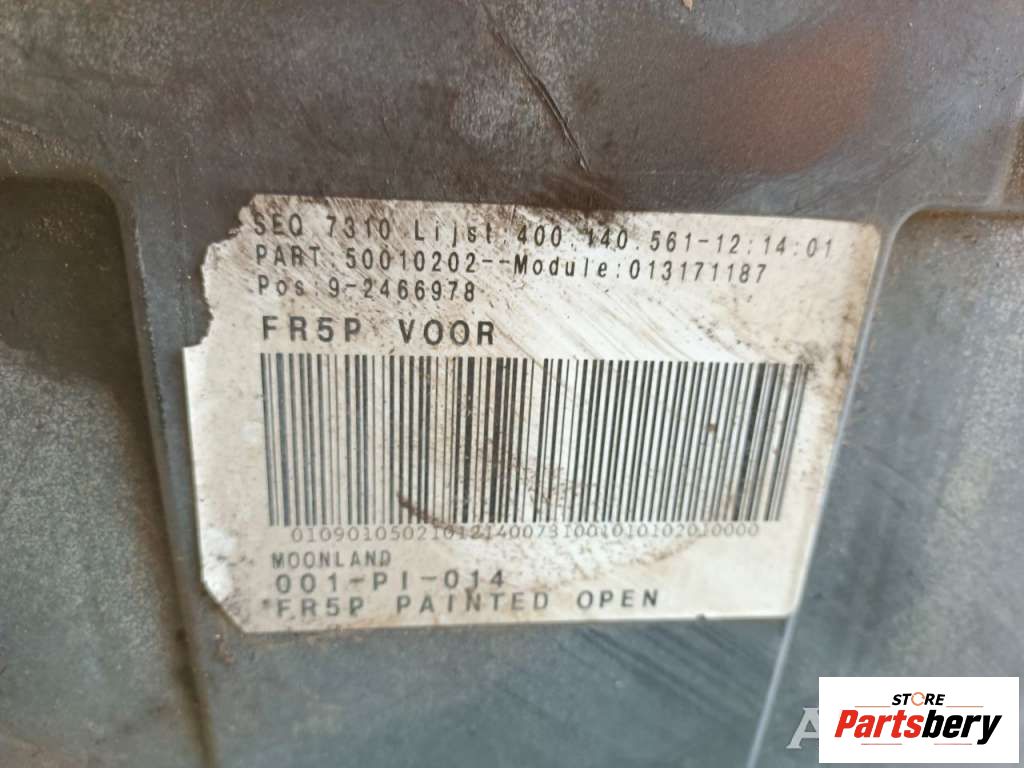 SEQ 7310 Lijst.400.140.561-12:14:01
PART:50010202--Module:013171187
Pos:9-2466978
FR5P VOOR
010901050210121400731001010102010000
MOONLAND
001-PI-014
*FR5P PAINTED OPEN
STORE
Partsbery